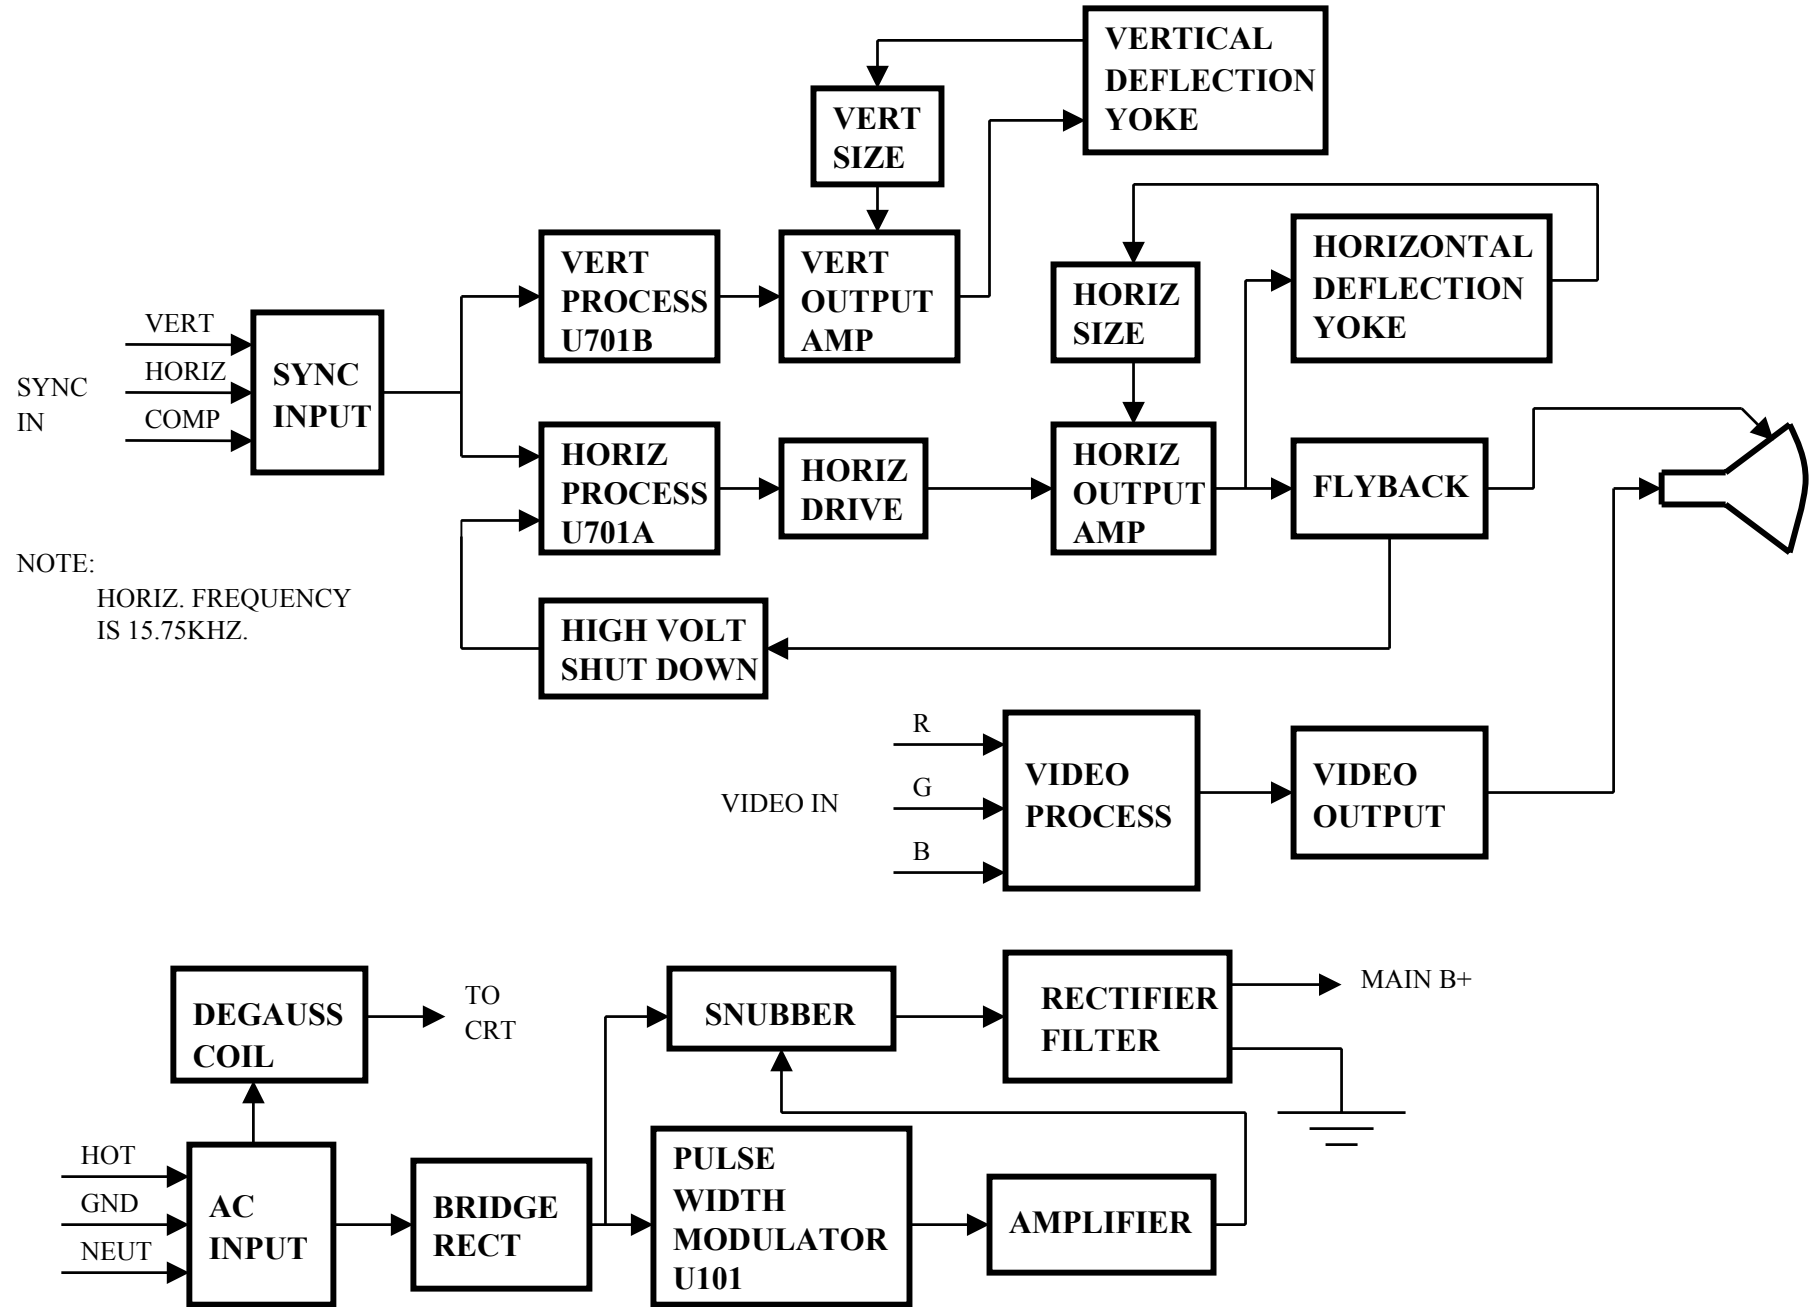 VERTICAL
DEFLECTION
YOKE
VERT
SIZE
HORIZONTAL
DEFLECTION
YOKE
HORIZ
SIZE
VERT
PROCESS
U701B
VERT
OUTPUT
AMP
SYNC
IN
VERT
HORIZ
COMP
SYNC
INPUT
HORIZ
PROCESS
U701A
HORIZ
DRIVE
HORIZ
OUTPUT
AMP
FLYBACK
NOTE:
HORIZ. FREQUENCY
IS 15.75KHZ.
HIGH VOLT
SHUT DOWN
VIDEO IN
R
G
B
VIDEO
PROCESS
VIDEO
OUTPUT
DEGAUSS
COIL
TO
CRT
SNUBBER
RECTIFIER
FILTER
MAIN B+
HOT
GND
NEUT
AC
INPUT
BRIDGE
RECT
PULSE
WIDTH
MODULATOR
U101
AMPLIFIER